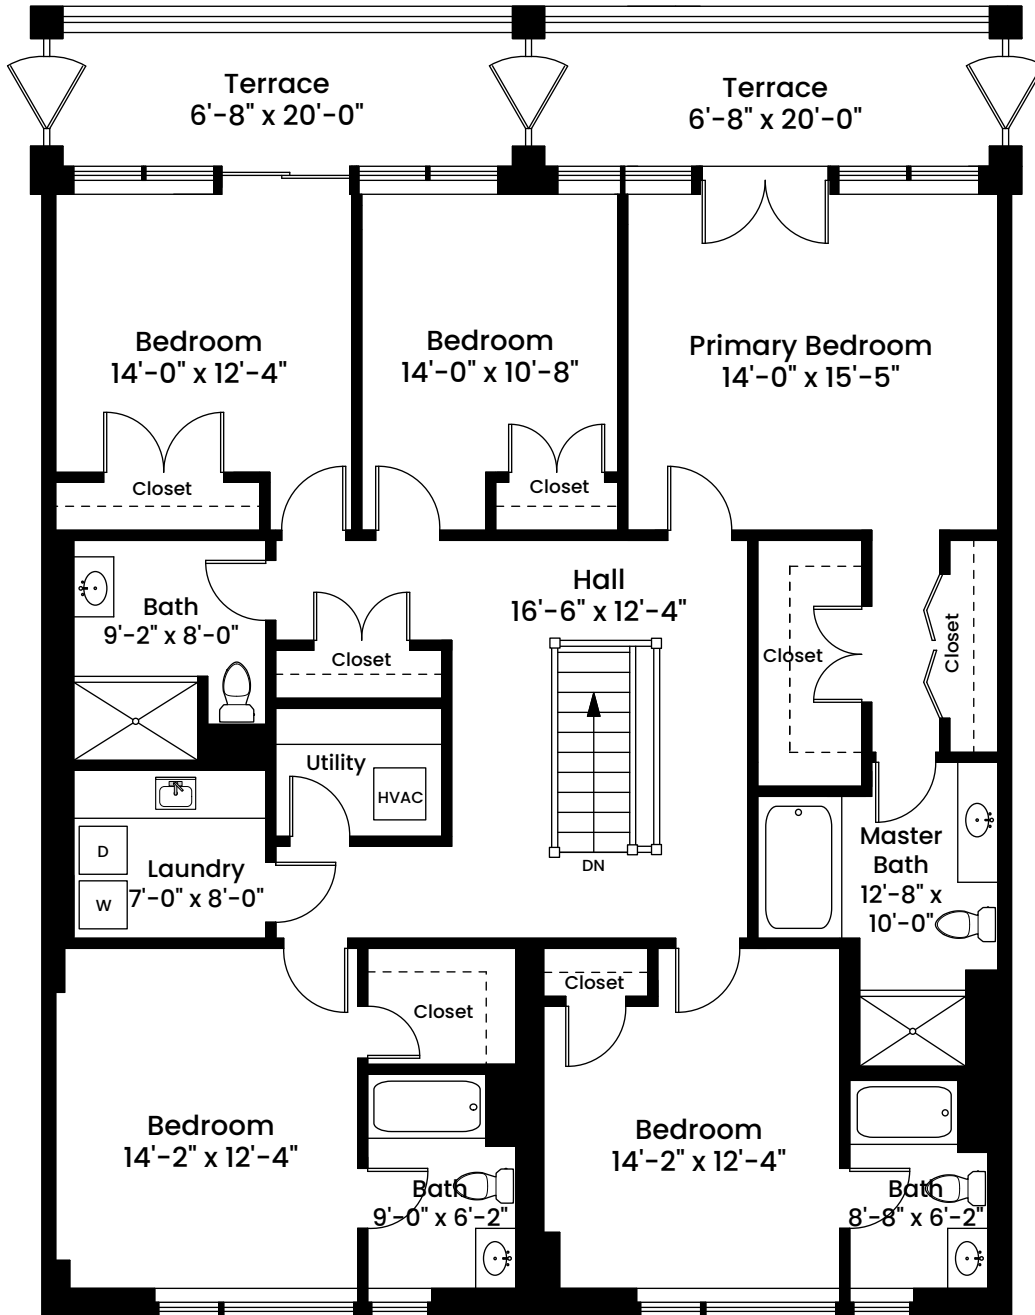 Terrace
6'-8" x 20'-0"
Terrace
6'-8" x 20'-0"
Bedroom
14'-0" x 12'-4"
Bedroom
14'-0" x 10'-8"
Primary Bedroom
14'-0" x 15'-5"
Closet
Closet
Hall
16'-6" x 12'-4"
Bath
9'-2" x 8'-0"
Closet
Closet
Closet
Utility
HVAC
D
W
Laundry
7'-0" x 8'-0"
DN
Master
Bath
12'-8" x
10'-0"
Closet
Closet
Bedroom
14'-2" x 12'-4"
Bath
9'-0" x 6'-2"
Bedroom
14'-2" x 12'-4"
Bath
8'-8" x 6'-2"